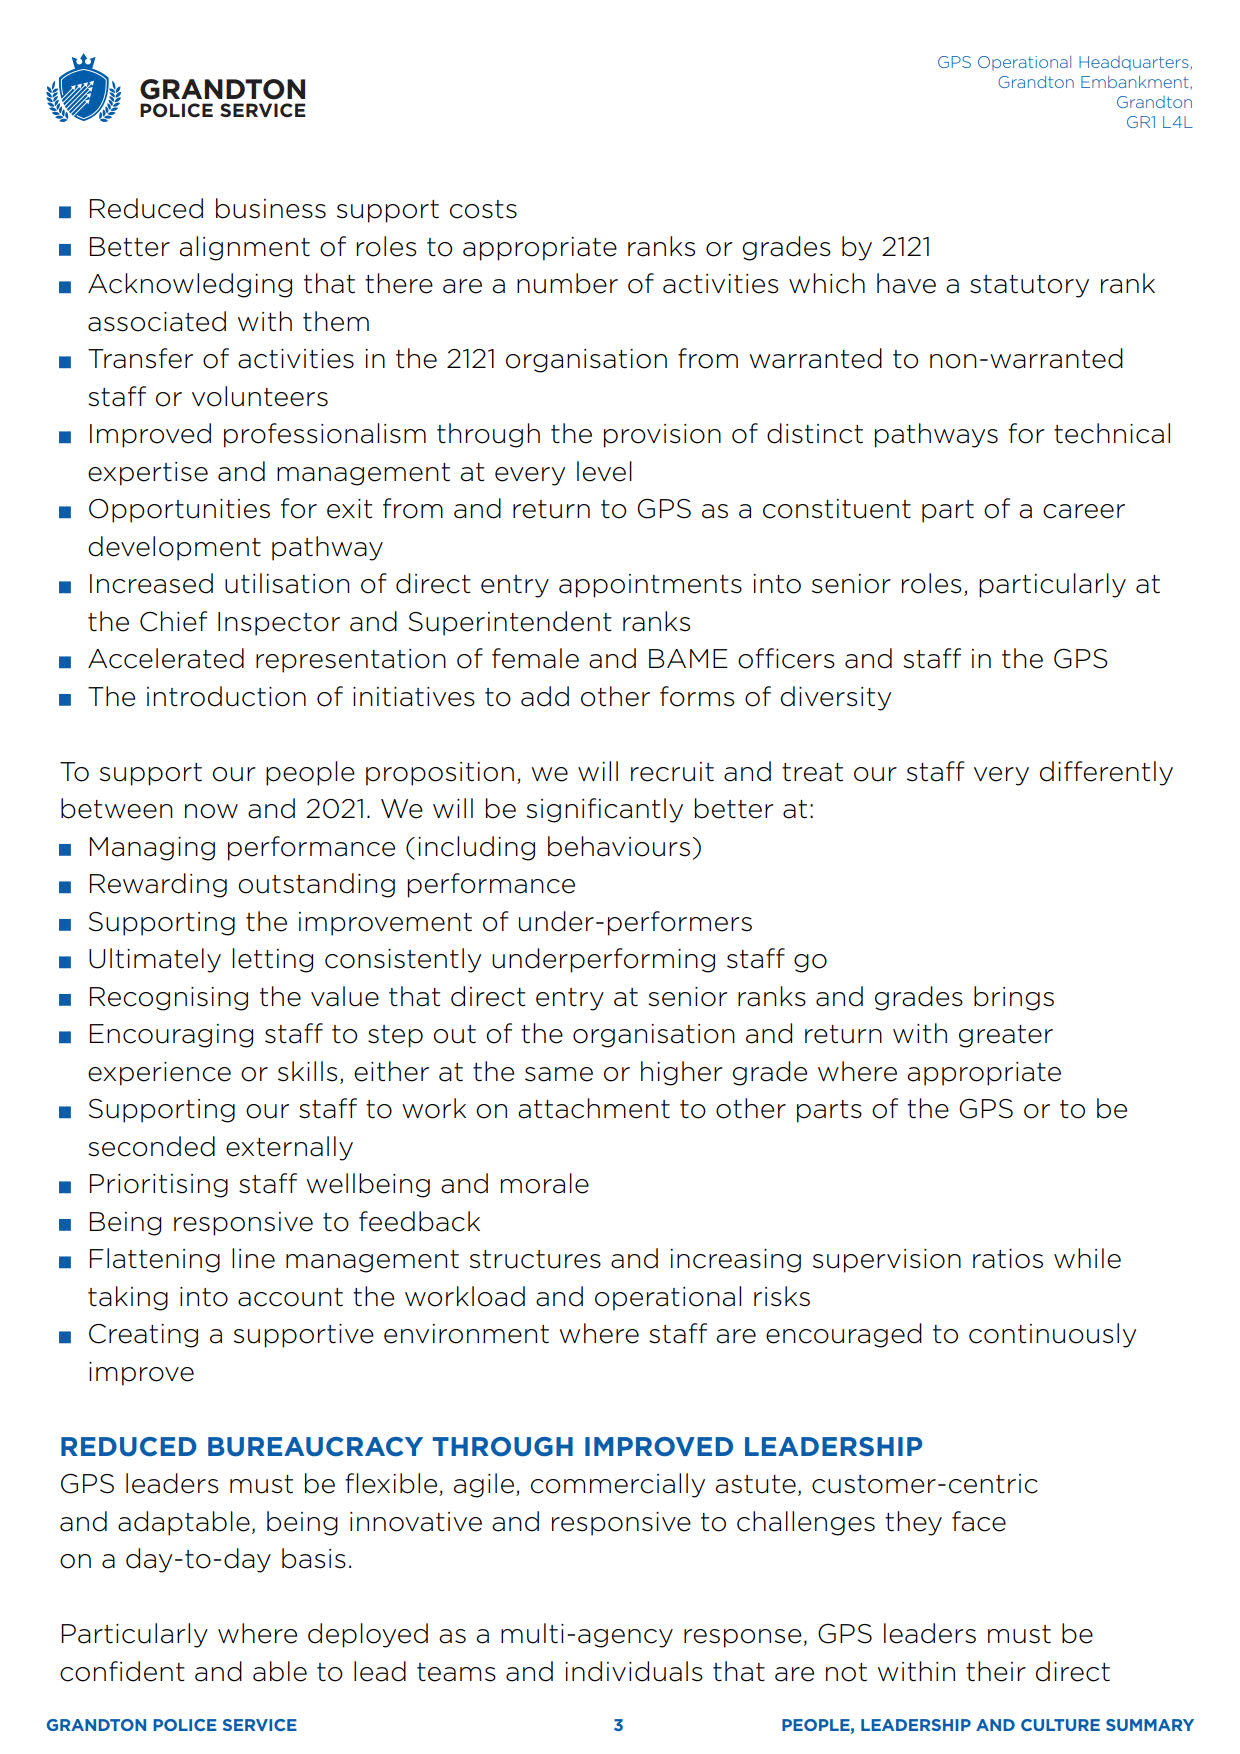 GRANDTON
POLICE SERVICE
GPS Operational Headquarters,
Grandton Embankment,
Grandton
GR1 L4L
■ Reduced business support costs
■ Better alignment of roles to appropriate ranks or grades by 2121
■ Acknowledging that there are a number of activities which have a statutory rank
associated with them
■ Transfer of activities in the 2121 organisation from warranted to non-warranted
staff or volunteers
■ Improved professionalism through the provision of distinct pathways for technical
expertise and management at every level
■ Opportunities for exit from and return to GPS as a constituent part of a career
development pathway
■ Increased utilisation of direct entry appointments into senior roles, particularly at
the Chief Inspector and Superintendent ranks
■ Accelerated representation of female and BAME officers and staff in the GPS
■ The introduction of initiatives to add other forms of diversity
To support our people proposition, we will recruit and treat our staff very differently
between now and 2021. We will be significantly better at:
■ Managing performance (including behaviours)
■ Rewarding outstanding performance
■ Supporting the improvement of under-performers
■ Ultimately letting consistently underperforming staff go
■ Recognising the value that direct entry at senior ranks and grades brings
■ Encouraging staff to step out of the organisation and return with greater
experience or skills, either at the same or higher grade where appropriate
■ Supporting our staff to work on attachment to other parts of the GPS or to be
seconded externally
■ Prioritising staff wellbeing and morale
■ Being responsive to feedback
■ Flattening line management structures and increasing supervision ratios while
taking into account the workload and operational risks
■ Creating a supportive environment where staff are encouraged to continuously
improve
REDUCED BUREAUCRACY THROUGH IMPROVED LEADERSHIP
GPS leaders must be flexible, agile, commercially astute, customer-centric
and adaptable, being innovative and responsive to challenges they face
on a day-to-day basis.
Particularly where deployed as a multi-agency response, GPS leaders must be
confident and able to lead teams and individuals that are not within their direct
GRANDTON POLICE SERVICE
3
PEOPLE, LEADERSHIP AND CULTURE SUMMARY